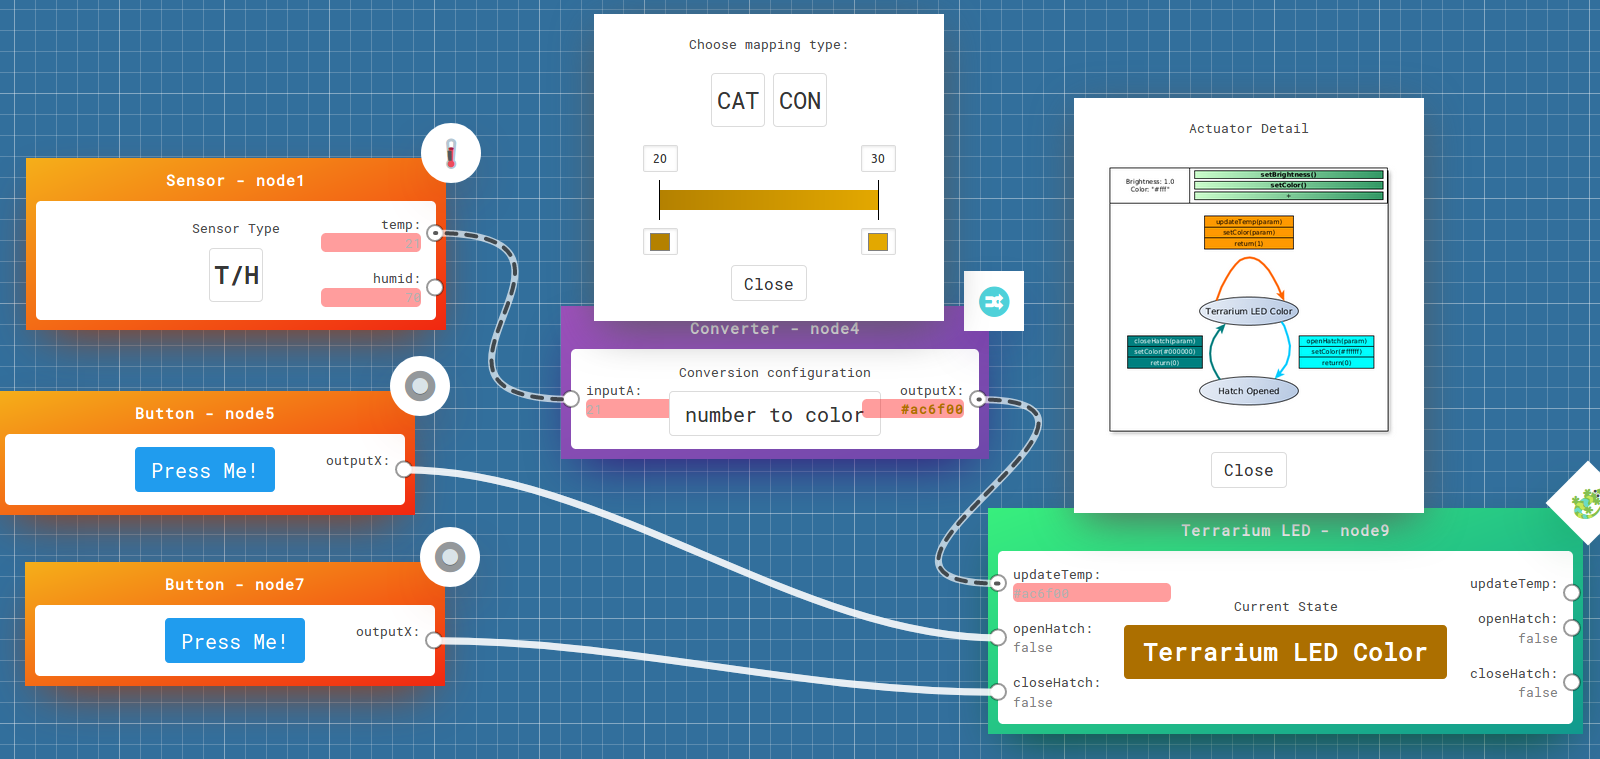 Choose mapping type:
CAT CON
20 30
Close
Sensor - node1
Sensor Type
T/H
temp:
21
humid:
70
Button - node5
Press Me!
outputX:
Button - node7
Press Me!
outputX:
Converter - node4
Conversion configuration
inputA:
21
number to color
outputX:
#ac6f00
Actuator Detail
Brightness: 1.0
Color: "#fff"
setBrightness()
setColor()
+
updateTemp(param)
setColor(param)
return(1)
Terrarium LED Color
closeHatch(param)
setColor(#000000)
return(0)
openHatch(param)
setColor(#ffffff)
return(0)
Hatch Opened
Close
Terrarium LED - node9
updateTemp:
#ac6f00
openHatch:
false
closeHatch:
false
Current State
Terrarium LED Color
updateTemp:
openHatch:
false
closeHatch:
false